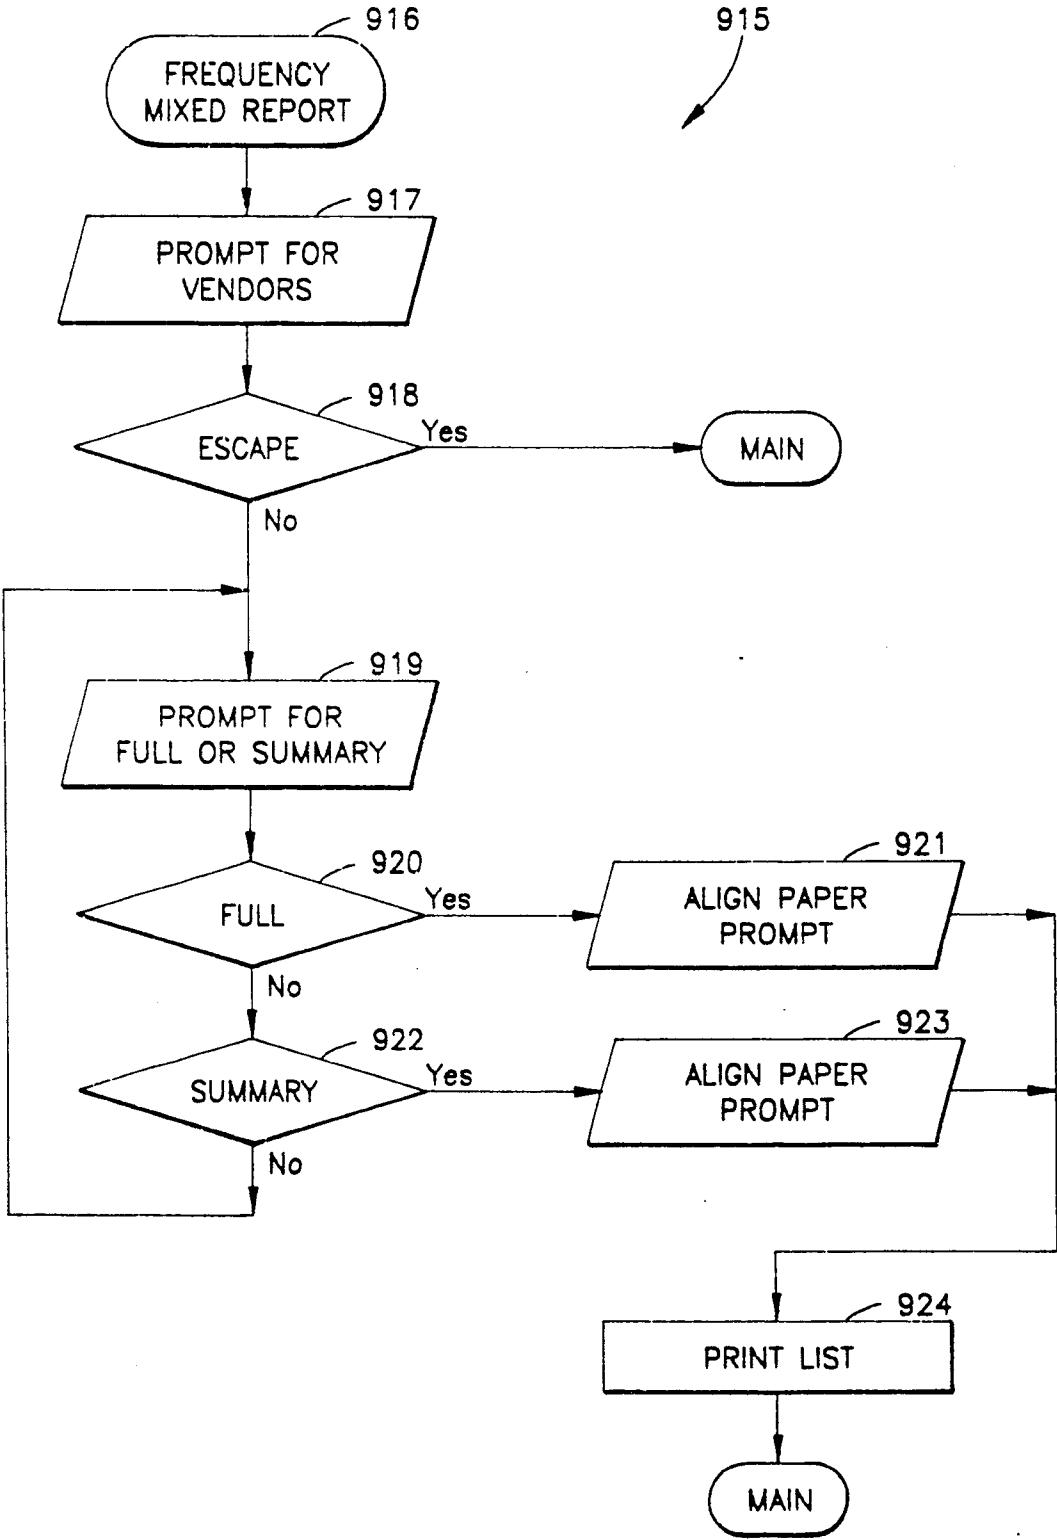 916
915
FREQUENCY
MIXED REPORT
917
PROMPT FOR
VENDORS
918
ESCAPE
Yes
MAIN
No
919
PROMPT FOR
FULL OR SUMMARY
920
FULL
Yes
921
ALIGN PAPER
PROMPT
No
922
SUMMARY
Yes
923
ALIGN PAPER
PROMPT
No
924
PRINT LIST
MAIN